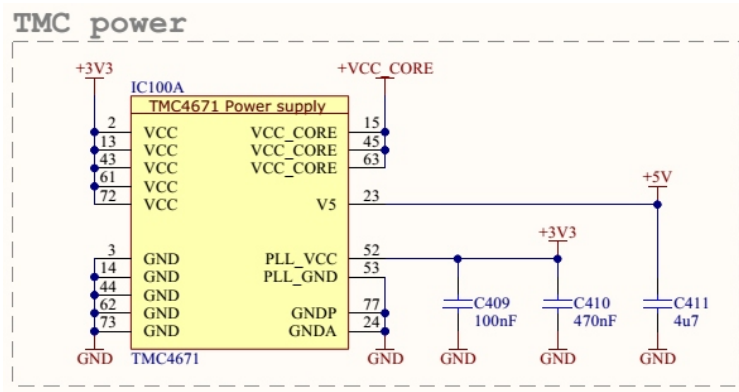 TMC power
+3V3
+VCC_CORE
IC100A
TMC4671 Power supply
2 VCC VCC_CORE 15
13 VCC VCC_CORE 45
43 VCC VCC_CORE 63
61 VCC
72 VCC V5 23
+5V
+3V3
3 GND PLL_VCC 52
14 GND PLL_GND 53
44 GND
62 GND GNDP 77
73 GND GNDA 24
C409
100nF
C410
470nF
C411
4u7
GND TMC4671 GND GND GND GND